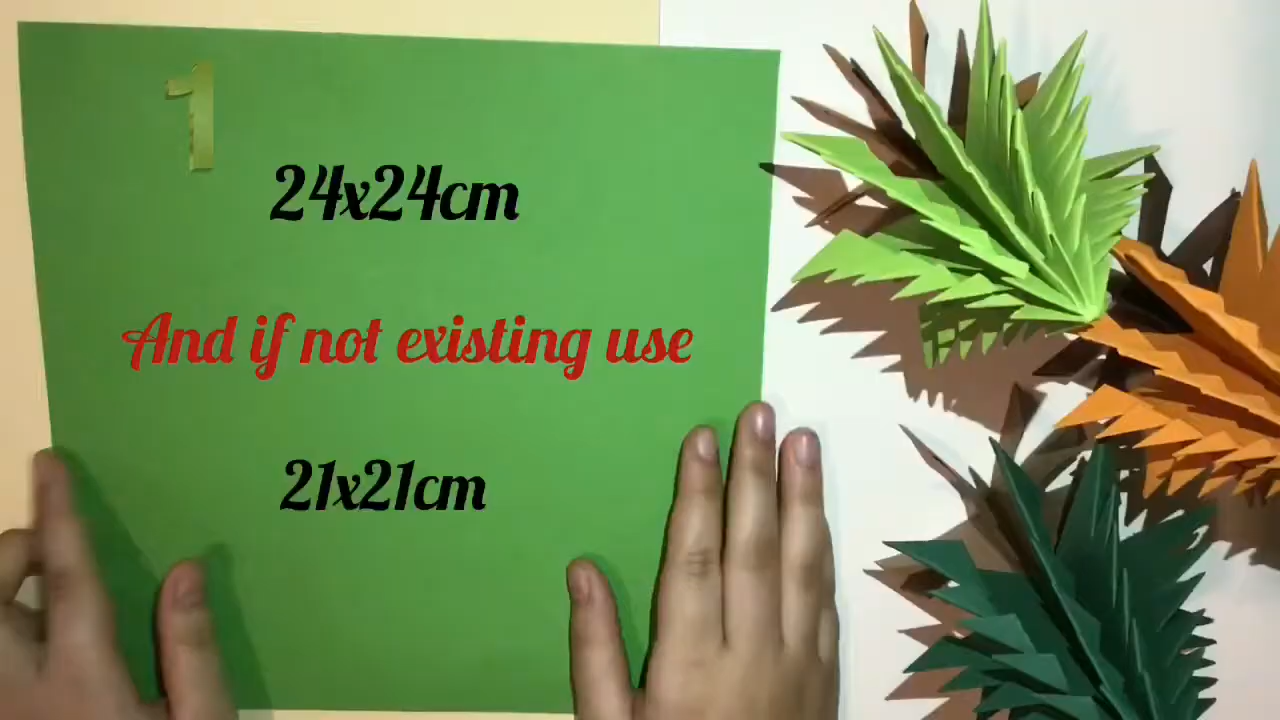 1
24x24cm
And if not existing use
21x21cm